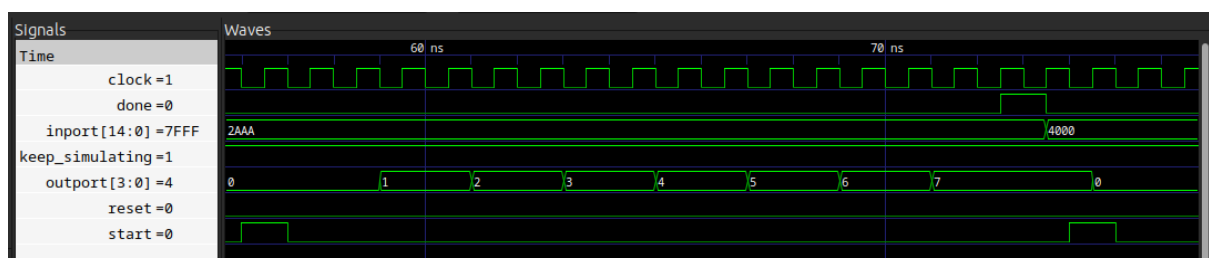 Signals Waves
Time 60 ns 70 ns
clock =1
done =0
inport[14:0] =7FFF 2AAA 4000
keep_simulating =1
outport[3:0] =4 0 1 2 3 4 5 6 7 0
reset =0
start =0